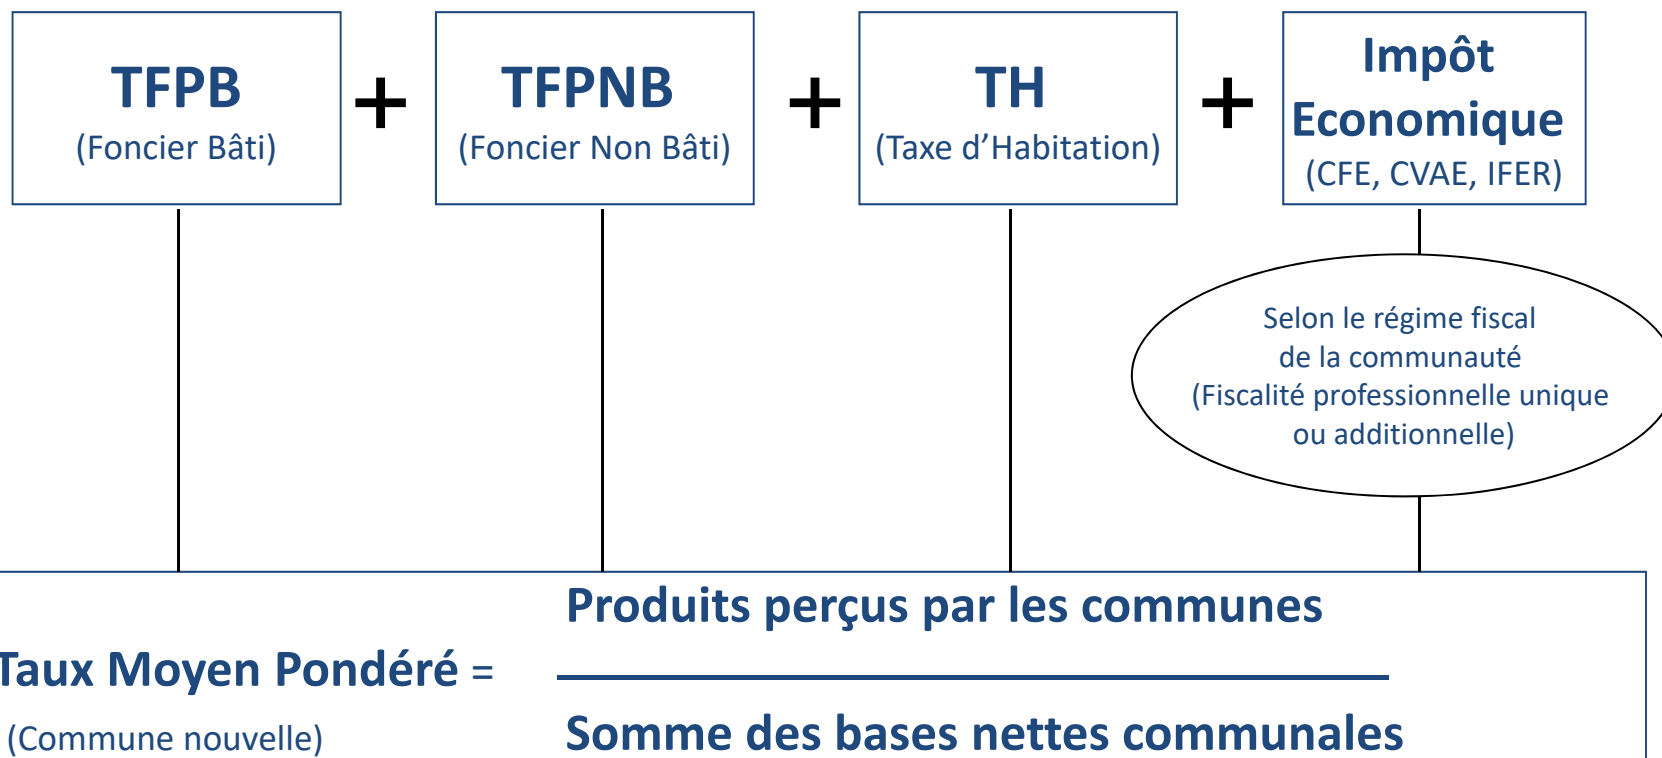 TFPB
(Foncier Bâti)
+
TFPNB
(Foncier Non Bâti)
+
TH
(Taxe d’Habitation)
+
Impôt
Economique
(CFE, CVAE, IFER)
Selon le régime fiscal
de la communauté
(Fiscalité professionnelle unique
ou additionnelle)
Taux Moyen Pondéré =
(Commune nouvelle)
Produits perçus par les communes
Somme des bases nettes communales